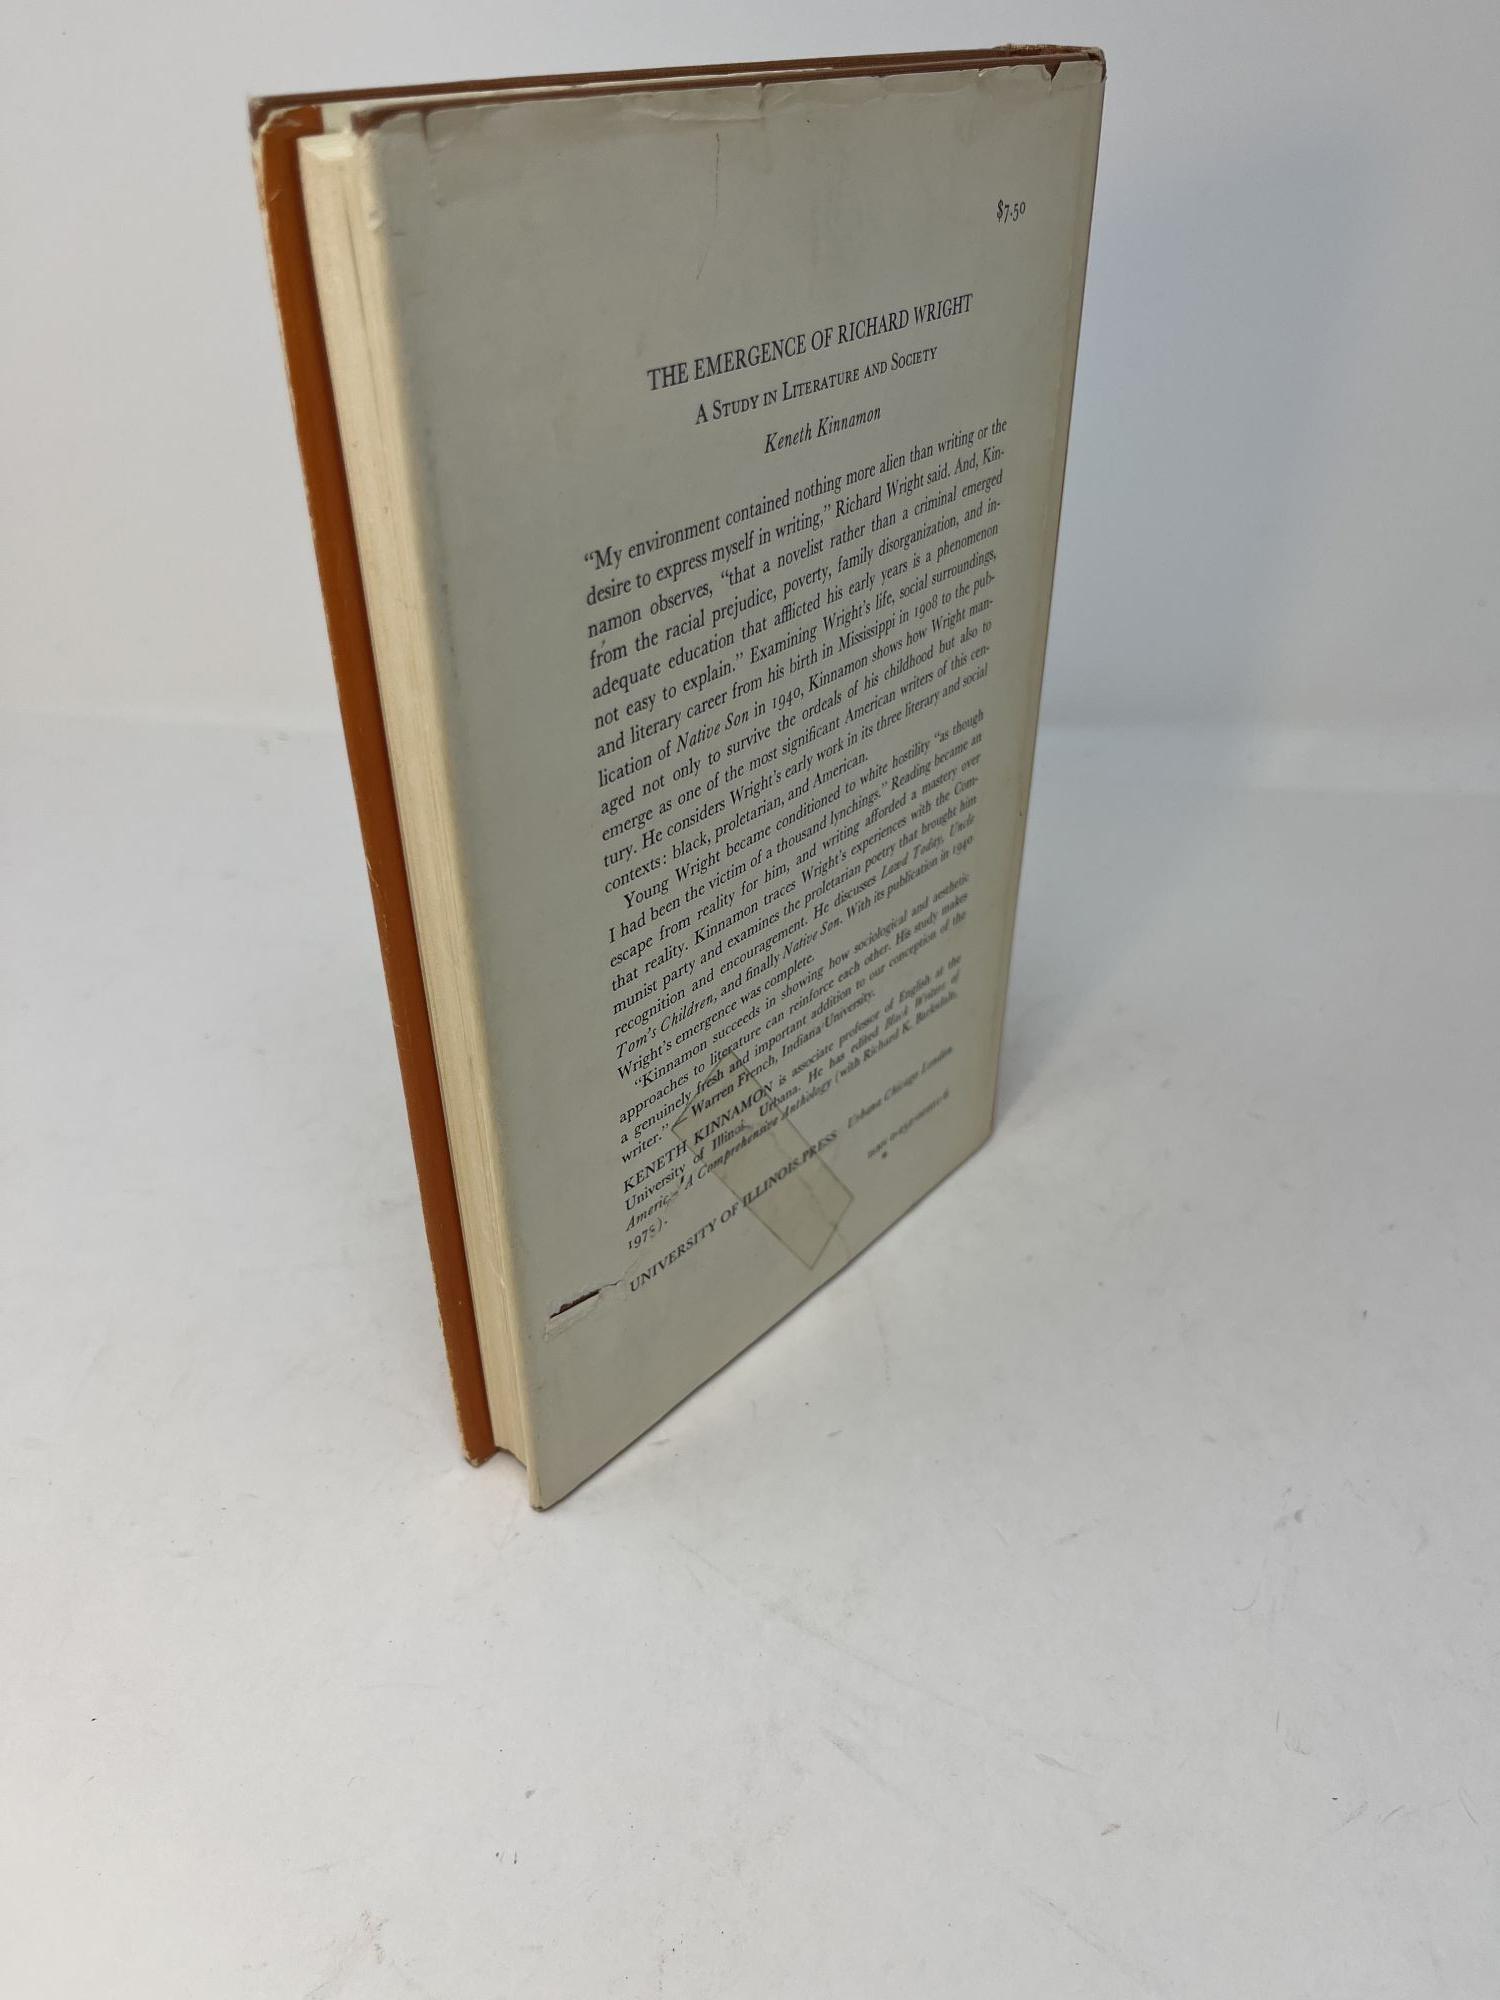 $7.50
THE EMERGENCE OF RICHARD WRIGHT
A STUDY IN LITERATURE AND SOCIETY
Keneth Kinnamon
“My environment contained nothing more alien than writing or the
desire to express myself in writing,” Richard Wright said. And, Kin-
namon observes, “that a novelist rather than a criminal emerged
from the racial prejudice, poverty, family disorganization, and in-
adequate education that afflicted his early years is a phenomenon
not easy to explain.” Examining Wright’s life, social surroundings,
and literary career from his birth in Mississippi in 1908 to the pub-
lication of Native Son in 1940, Kinnamon shows how Wright man-
aged not only to survive the ordeals of his childhood but also to
emerge as one of the most significant American writers of this cen-
tury. He considers Wright’s early work in its three literary and social
contexts: black, proletarian, and American.
Young Wright became conditioned to white hostility “as though
I had been the victim of a thousand lynchings.” Reading became an
escape from reality for him, and writing afforded a mastery over
that reality. Kinnamon traces Wright’s experiences with the Com-
munist party and examines the proletarian poetry that brought him
recognition and encouragement. He discusses Lawd Today, Uncle
Tom’s Children, and finally Native Son. With its publication in 1940
Wright’s emergence was complete.
“Kinnamon succeeds in showing how sociological and aesthetic
approaches to literature can reinforce each other. His study makes
a genuinely fresh and important addition to our conception of the
writer.” — Warren French, Indiana University.
KENETH KINNAMON is associate professor of English at the
University of Illinois, Urbana. He has edited Black Writers of
America: A Comprehensive Anthology (with Richard K. Barksdale,
UNIVERSITY OF ILLINOIS PRESS Urbana Chicago London